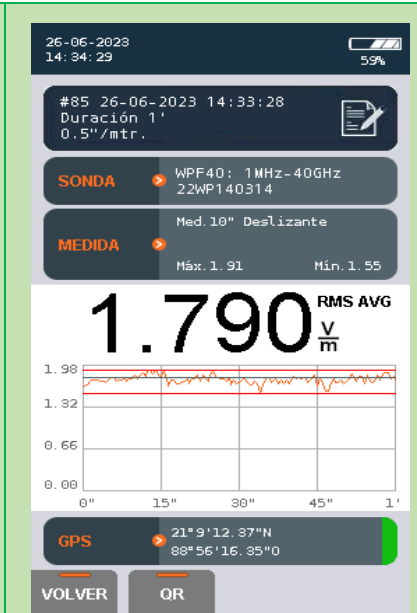 26-06-2023
14:34:29
59%
#85 26-06-2023 14:33:28
Duración 1'
0.5"/mtr.
SONDA
WPF40: 1MHz-40GHz
22WP140314
MEDIDA
Med.10" Deslizante
Máx.1.91 Mín.1.55
1.790 RMS AVG
V/m
1.98
1.32
0.66
0.00
0" 15" 30" 45" 1'
GPS
21°9'12.37"N
88°56'16.35"O
VOLVER QR